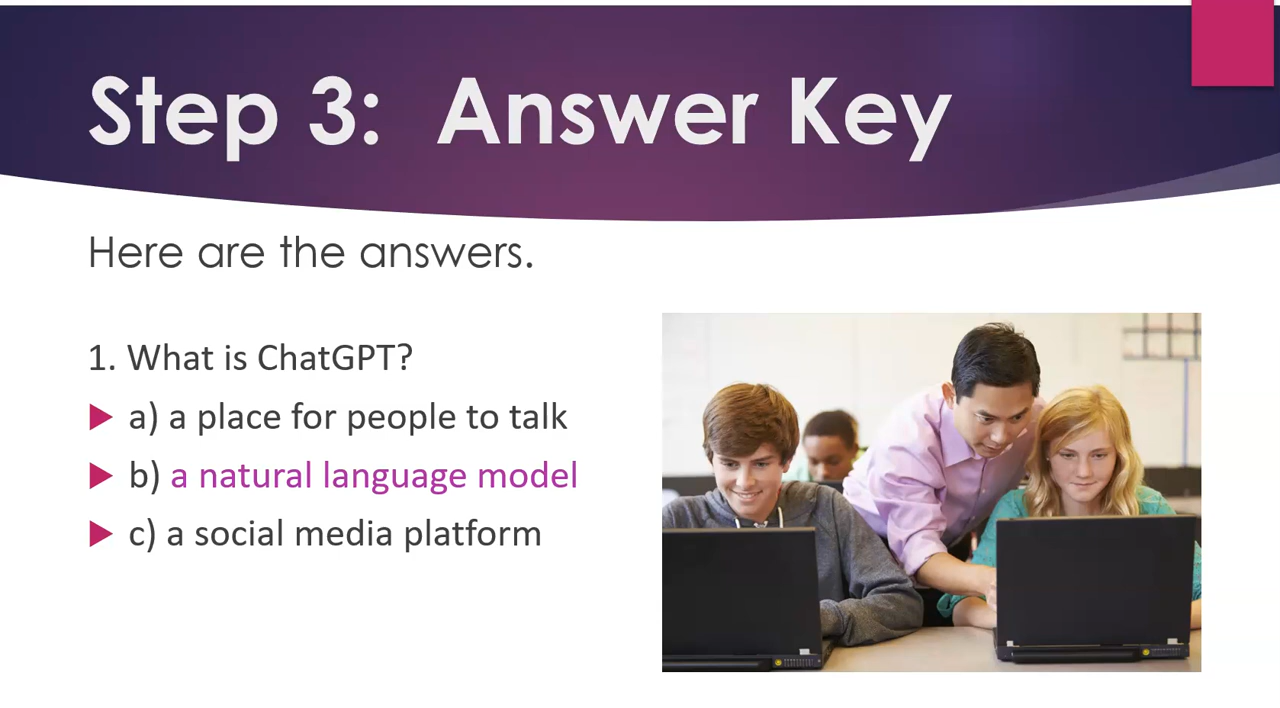 Step 3: Answer Key
Here are the answers.
1. What is ChatGPT?
a) a place for people to talk
b) a natural language model
c) a social media platform